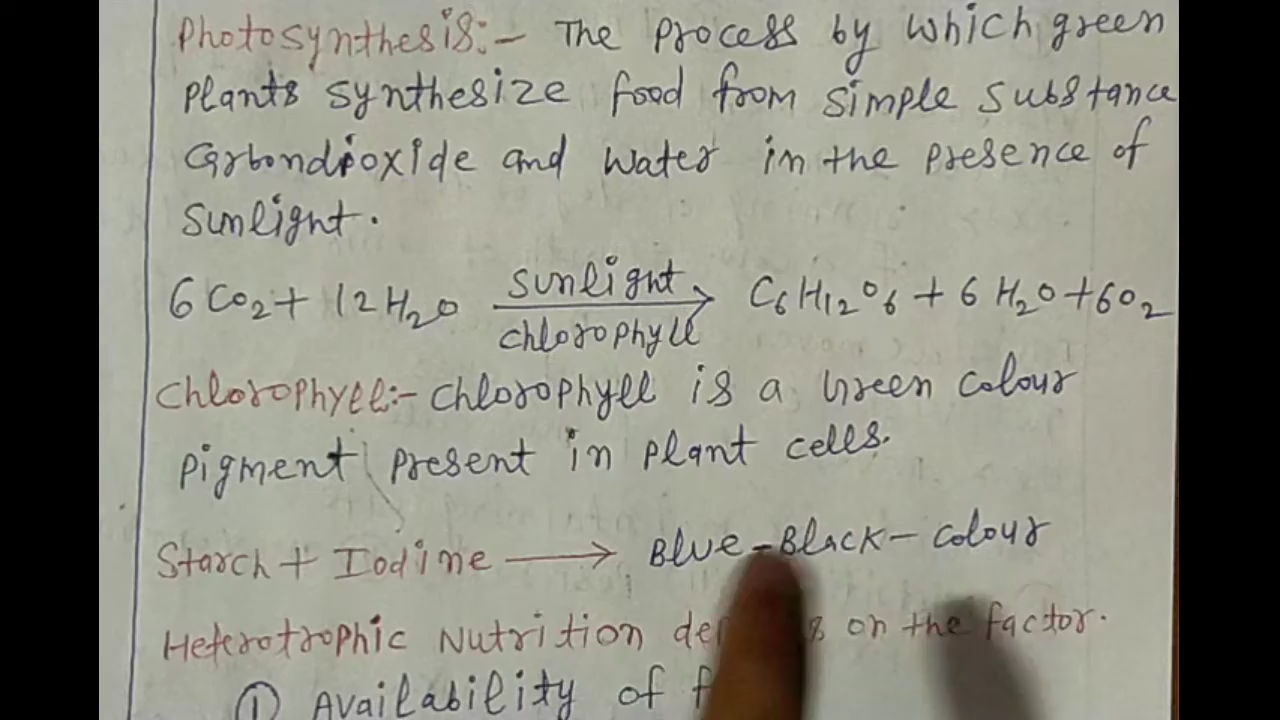 Photosynthesis:- The process by which green
plants synthesize food from simple substance
Carbondioxide and water in the presence of
sunlight.
6CO₂ + 12H₂O sunlight → C₆H₁₂O₆ + 6H₂O + 6O₂
chlorophyll
Chlorophyll:- Chlorophyll is a Green colour
pigment present in plant cells.
Starch + Iodine → Blue-Black-colour
Heterotrophic Nutrition on the factor.
① Availability of